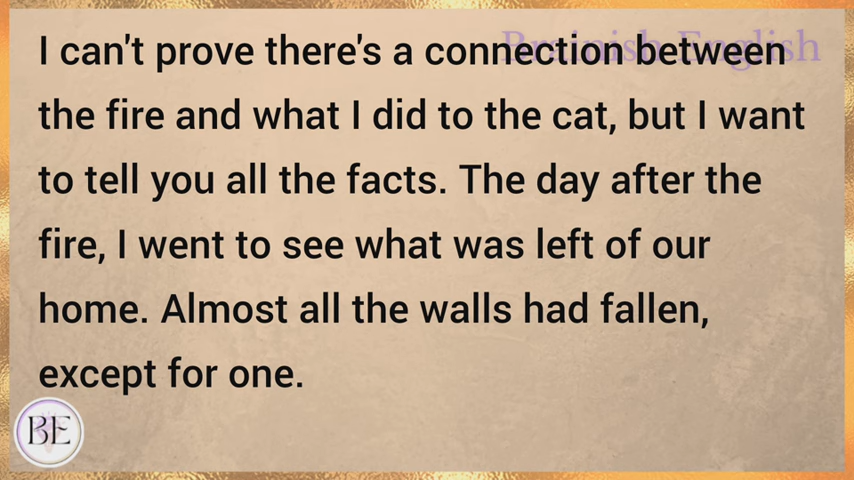 Brainish English
I can't prove there's a connection between
the fire and what I did to the cat, but I want
to tell you all the facts. The day after the
fire, I went to see what was left of our
home. Almost all the walls had fallen,
except for one.
BE